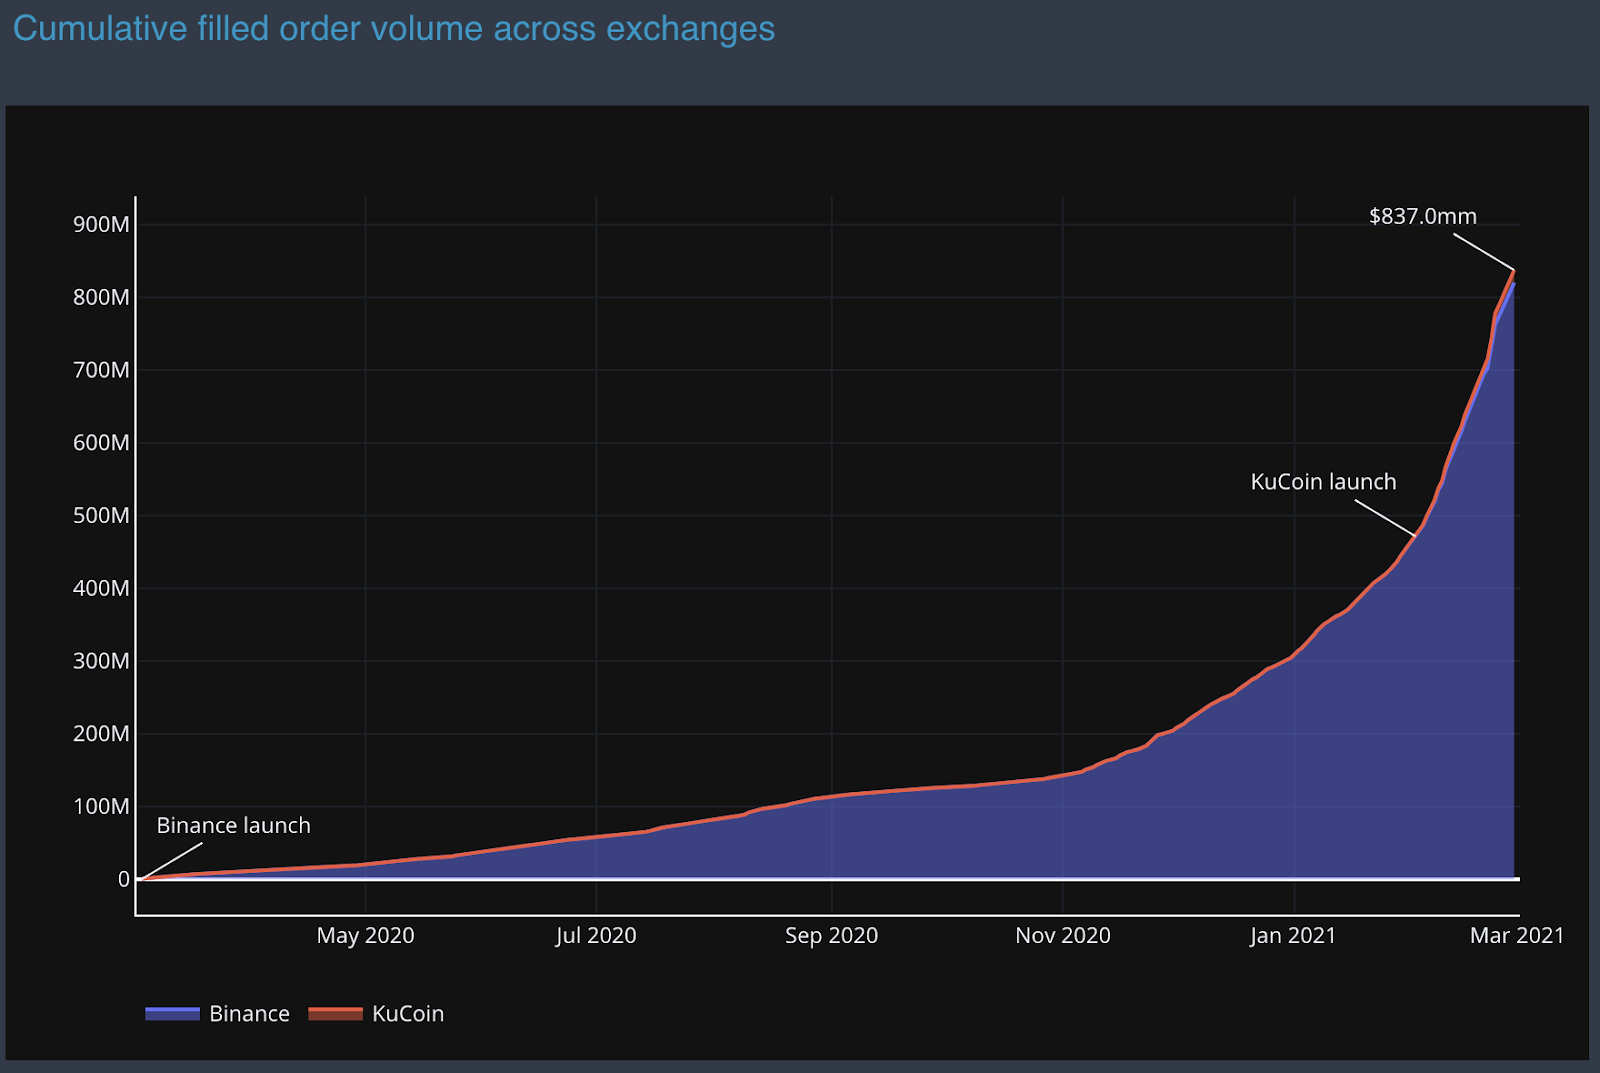 Cumulative filled order volume across exchanges
$837.0mm
900M
800M
700M
600M
KuCoin launch
500M
400M
300M
200M
100M
Binance launch
0
May 2020 Jul 2020 Sep 2020 Nov 2020 Jan 2021 Mar 2021
Binance KuCoin